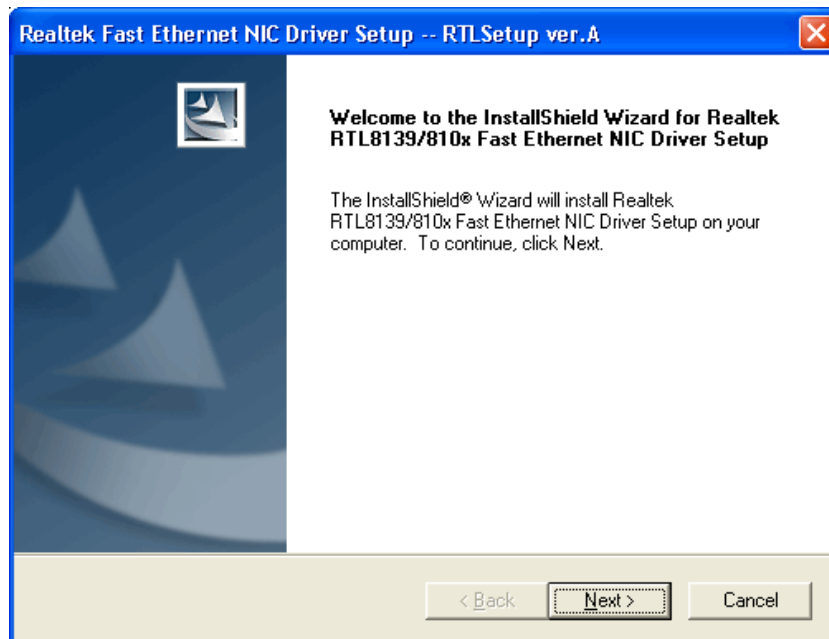 Realtek Fast Ethernet NIC Driver Setup -- RTLSetup ver.A
Welcome to the InstallShield Wizard for Realtek
RTL8139/810x Fast Ethernet NIC Driver Setup
The InstallShield® Wizard will install Realtek
RTL8139/810x Fast Ethernet NIC Driver Setup on your
computer. To continue, click Next.
< Back Next > Cancel